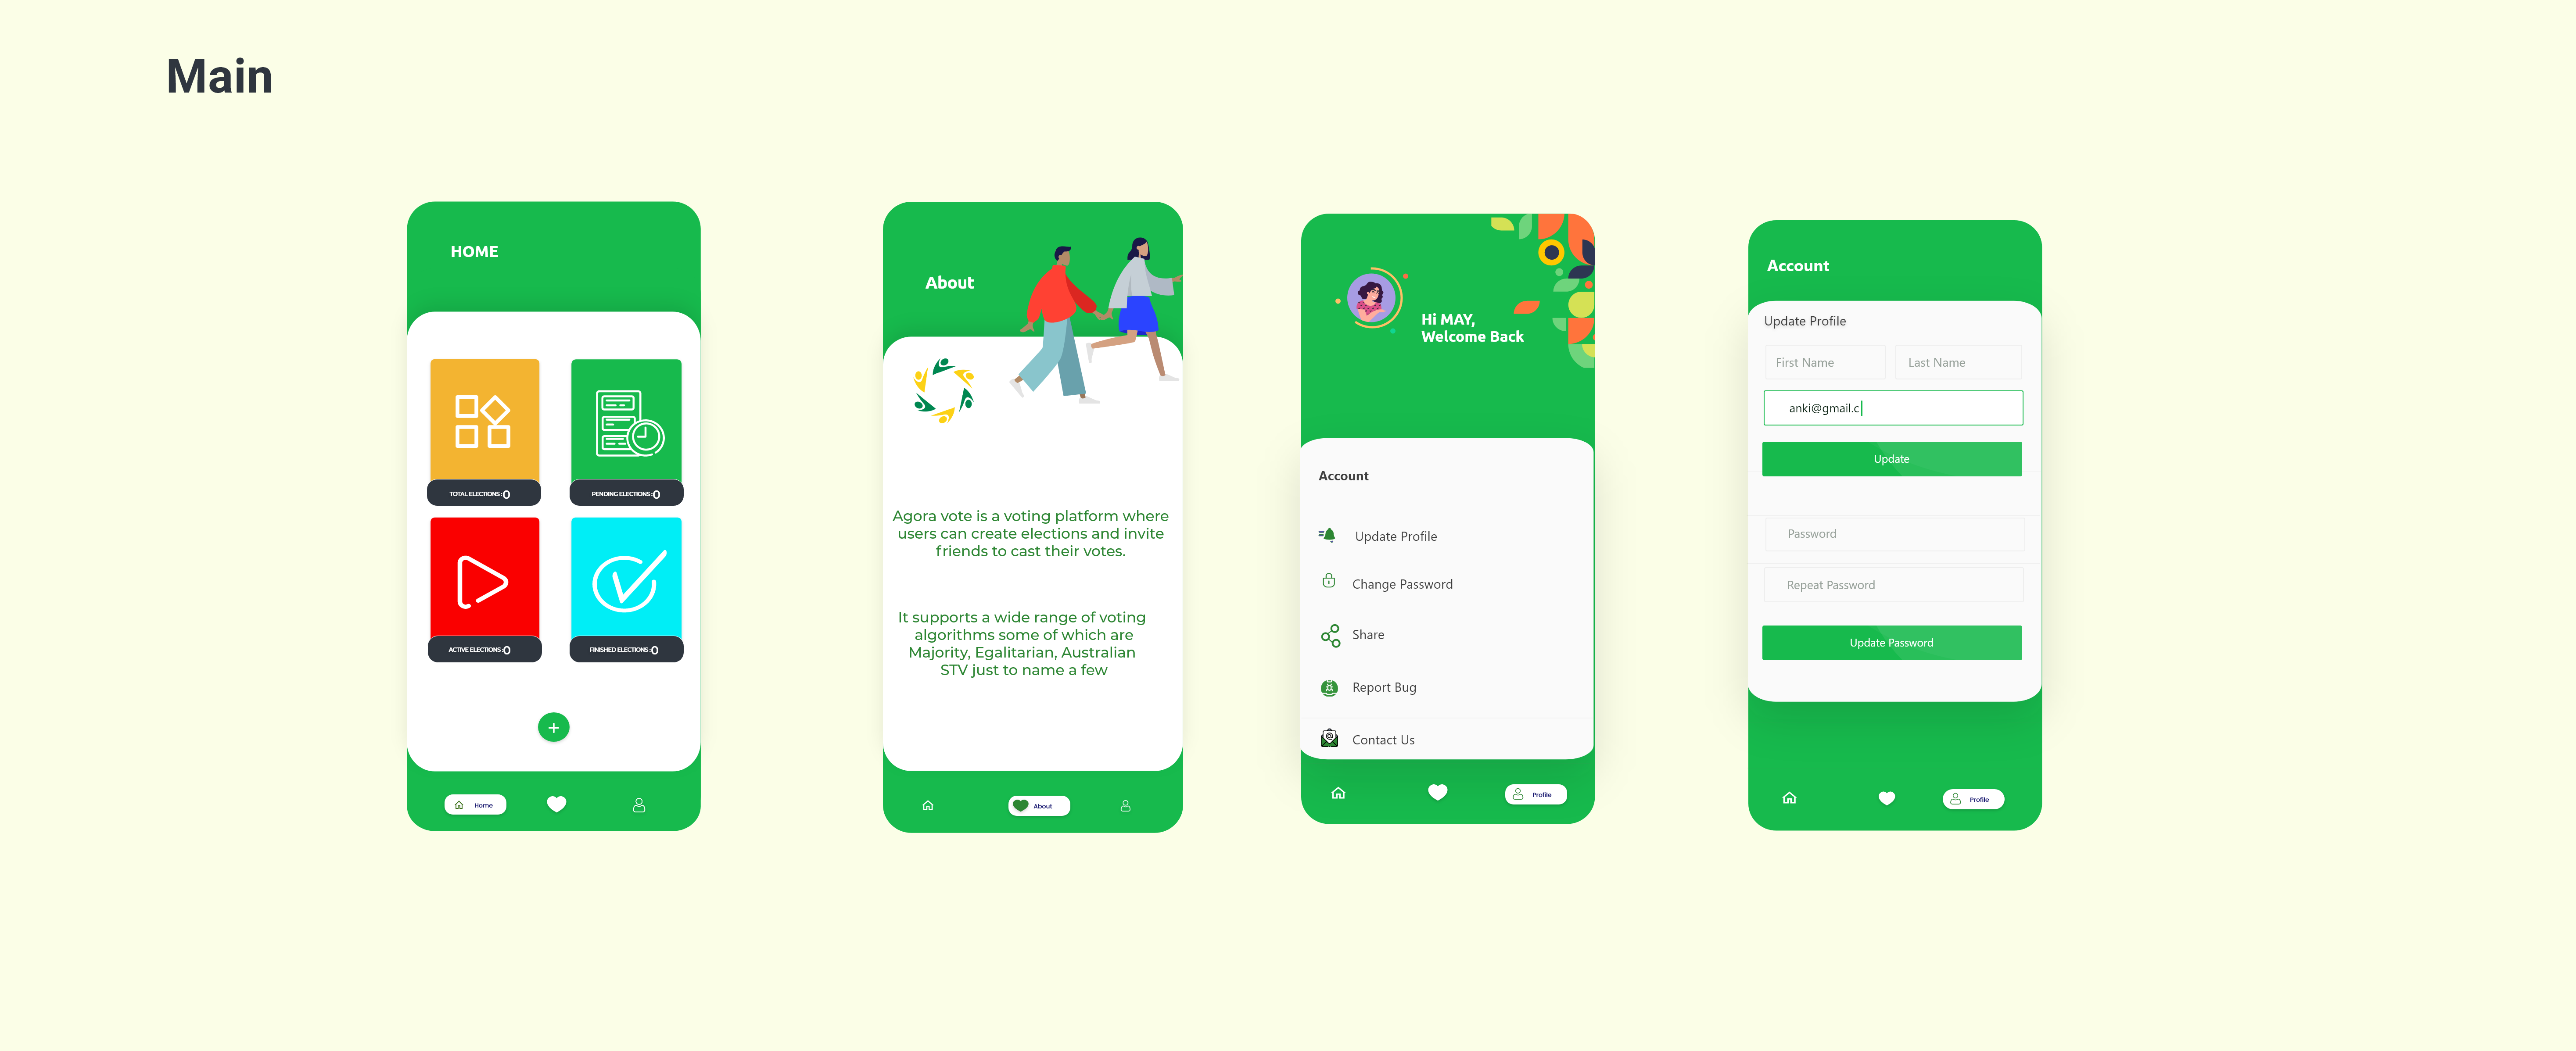 Main
HOME
TOTAL ELECTIONS : 0
PENDING ELECTIONS : 0
ACTIVE ELECTIONS : 0
FINISHED ELECTIONS : 0
+
Home
About
Agora vote is a voting platform where
users can create elections and invite
friends to cast their votes.
It supports a wide range of voting
algorithms some of which are
Majority, Egalitarian, Australian
STV just to name a few
About
Hi MAY,
Welcome Back
Account
Update Profile
Change Password
Share
Report Bug
Contact Us
Profile
Account
Update Profile
First Name
Last Name
anki@gmail.c
Update
Password
Repeat Password
Update Password
Profile